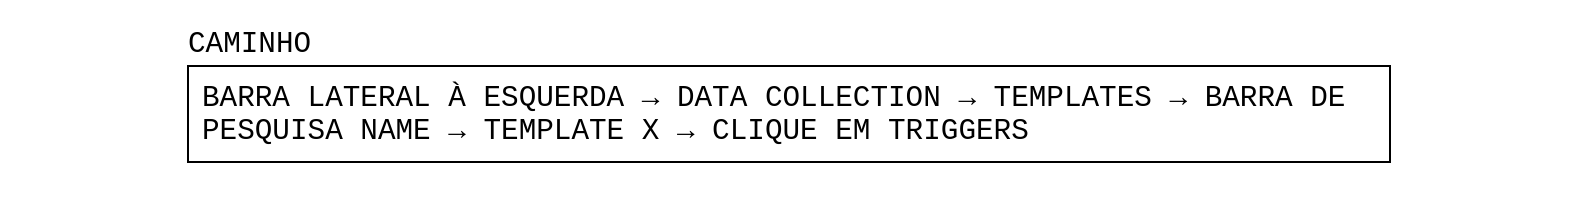 CAMINHO
BARRA LATERAL À ESQUERDA → DATA COLLECTION → TEMPLATES → BARRA DE
PESQUISA NAME → TEMPLATE X → CLIQUE EM TRIGGERS